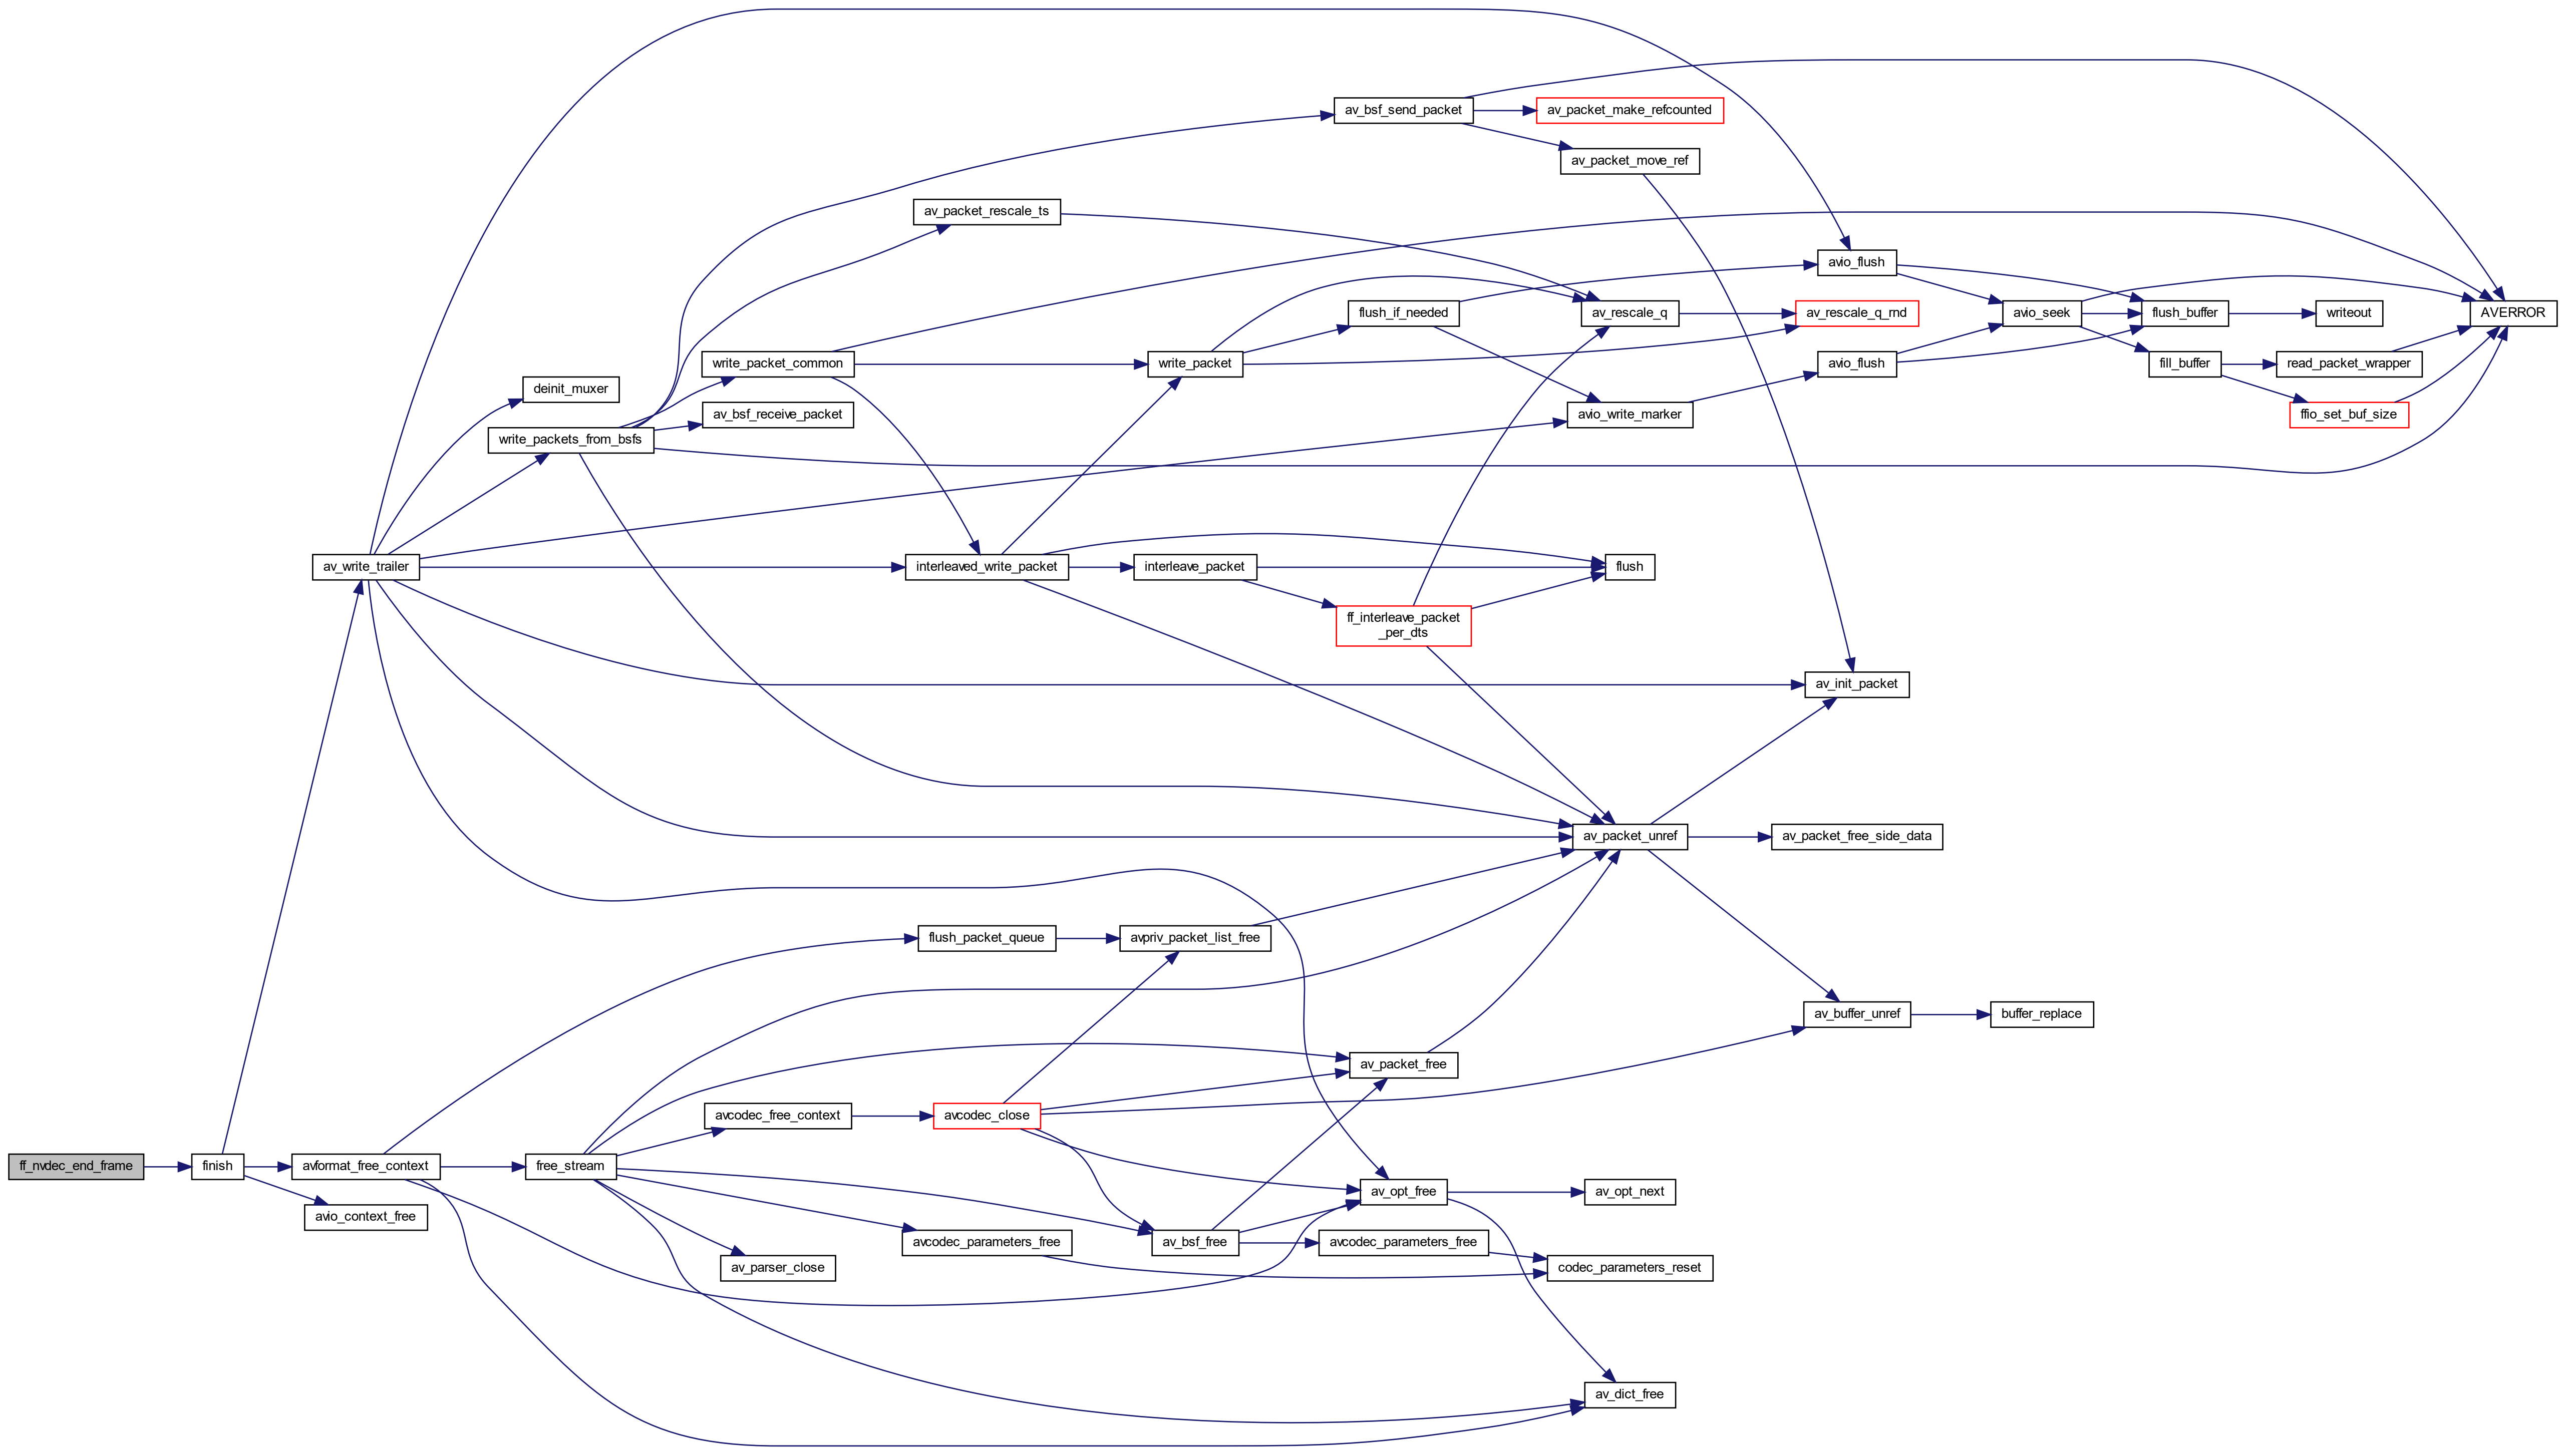 av_bsf_send_packet
av_packet_make_refcounted
av_packet_move_ref
av_packet_rescale_ts
avio_flush
flush_if_needed
av_rescale_q
av_rescale_q_rnd
avio_seek
flush_buffer
writeout
AVERROR
write_packet_common
write_packet
avio_flush
fill_buffer
read_packet_wrapper
deinit_muxer
av_bsf_receive_packet
avio_write_marker
ffio_set_buf_size
write_packets_from_bsfs
av_write_trailer
interleaved_write_packet
interleave_packet
flush
ff_interleave_packet
_per_dts
av_init_packet
av_packet_unref
av_packet_free_side_data
flush_packet_queue
avpriv_packet_list_free
av_buffer_unref
buffer_replace
av_packet_free
avcodec_free_context
avcodec_close
ff_nvdec_end_frame
finish
avformat_free_context
free_stream
av_opt_free
av_opt_next
avio_context_free
avcodec_parameters_free
av_bsf_free
avcodec_parameters_free
av_parser_close
codec_parameters_reset
av_dict_free